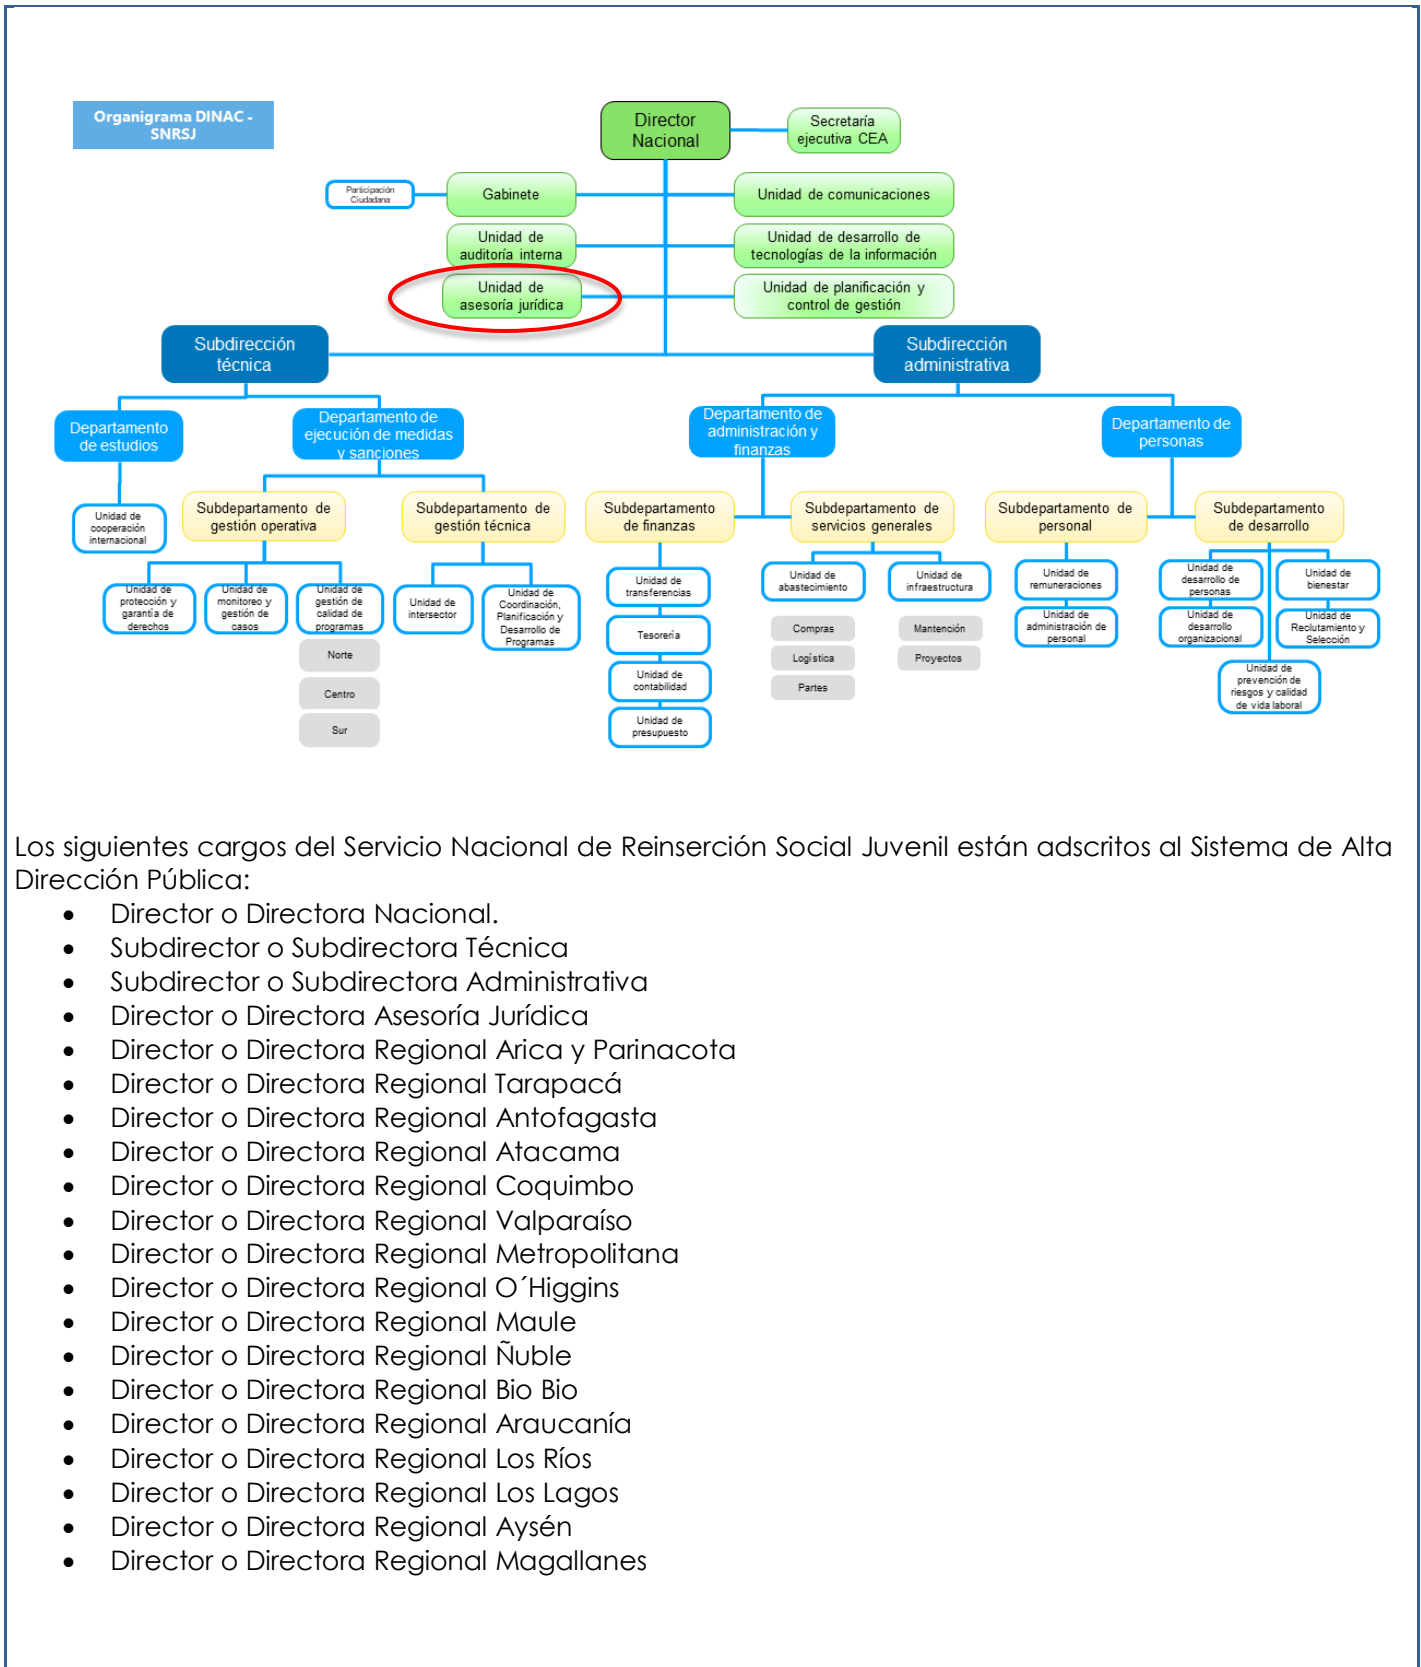 Organigrama DINAC -
SNRSJ
Director
Nacional
Secretaría
ejecutiva CEA
Participación
Ciudadana
Gabinete
Unidad de comunicaciones
Unidad de
auditoría interna
Unidad de desarrollo de
tecnologías de la información
Unidad de
asesoría jurídica
Unidad de planificación y
control de gestión
Subdirección
técnica
Subdirección
administrativa
Departamento
de estudios
Departamento de
ejecución de medidas
y sanciones
Departamento de
administración y
finanzas
Departamento de
personas
Unidad de
cooperación
internacional
Subdepartamento de
gestión operativa
Subdepartamento de
gestión técnica
Subdepartamento
de finanzas
Subdepartamento de
servicios generales
Subdepartamento de
personal
Subdepartamento
de desarrollo
Unidad de
protección y
garantía de
derechos
Unidad de
monitoreo y
gestión de
casos
Unidad de
gestión de
calidad de
programas
Norte
Centro
Sur
Unidad de
intersector
Unidad de
Coordinación,
Planificación y
Desarrollo de
Programas
Unidad de
transferencias
Tesorería
Unidad de
contabilidad
Unidad de
presupuesto
Unidad de
abastecimiento
Compras
Logística
Partes
Unidad de
infraestructura
Mantención
Proyectos
Unidad de
remuneraciones
Unidad de
administración de
personal
Unidad de
desarrollo de
personas
Unidad de
desarrollo
organizacional
Unidad de
bienestar
Unidad de
Reclutamiento y
Selección
Unidad de
prevención de
riesgos y calidad
de vida laboral
Los siguientes cargos del Servicio Nacional de Reinserción Social Juvenil están adscritos al Sistema de Alta
Dirección Pública:
• Director o Directora Nacional.
• Subdirector o Subdirectora Técnica
• Subdirector o Subdirectora Administrativa
• Director o Directora Asesoría Jurídica
• Director o Directora Regional Arica y Parinacota
• Director o Directora Regional Tarapacá
• Director o Directora Regional Antofagasta
• Director o Directora Regional Atacama
• Director o Directora Regional Coquimbo
• Director o Directora Regional Valparaíso
• Director o Directora Regional Metropolitana
• Director o Directora Regional O´Higgins
• Director o Directora Regional Maule
• Director o Directora Regional Ñuble
• Director o Directora Regional Bio Bio
• Director o Directora Regional Araucanía
• Director o Directora Regional Los Ríos
• Director o Directora Regional Los Lagos
• Director o Directora Regional Aysén
• Director o Directora Regional Magallanes